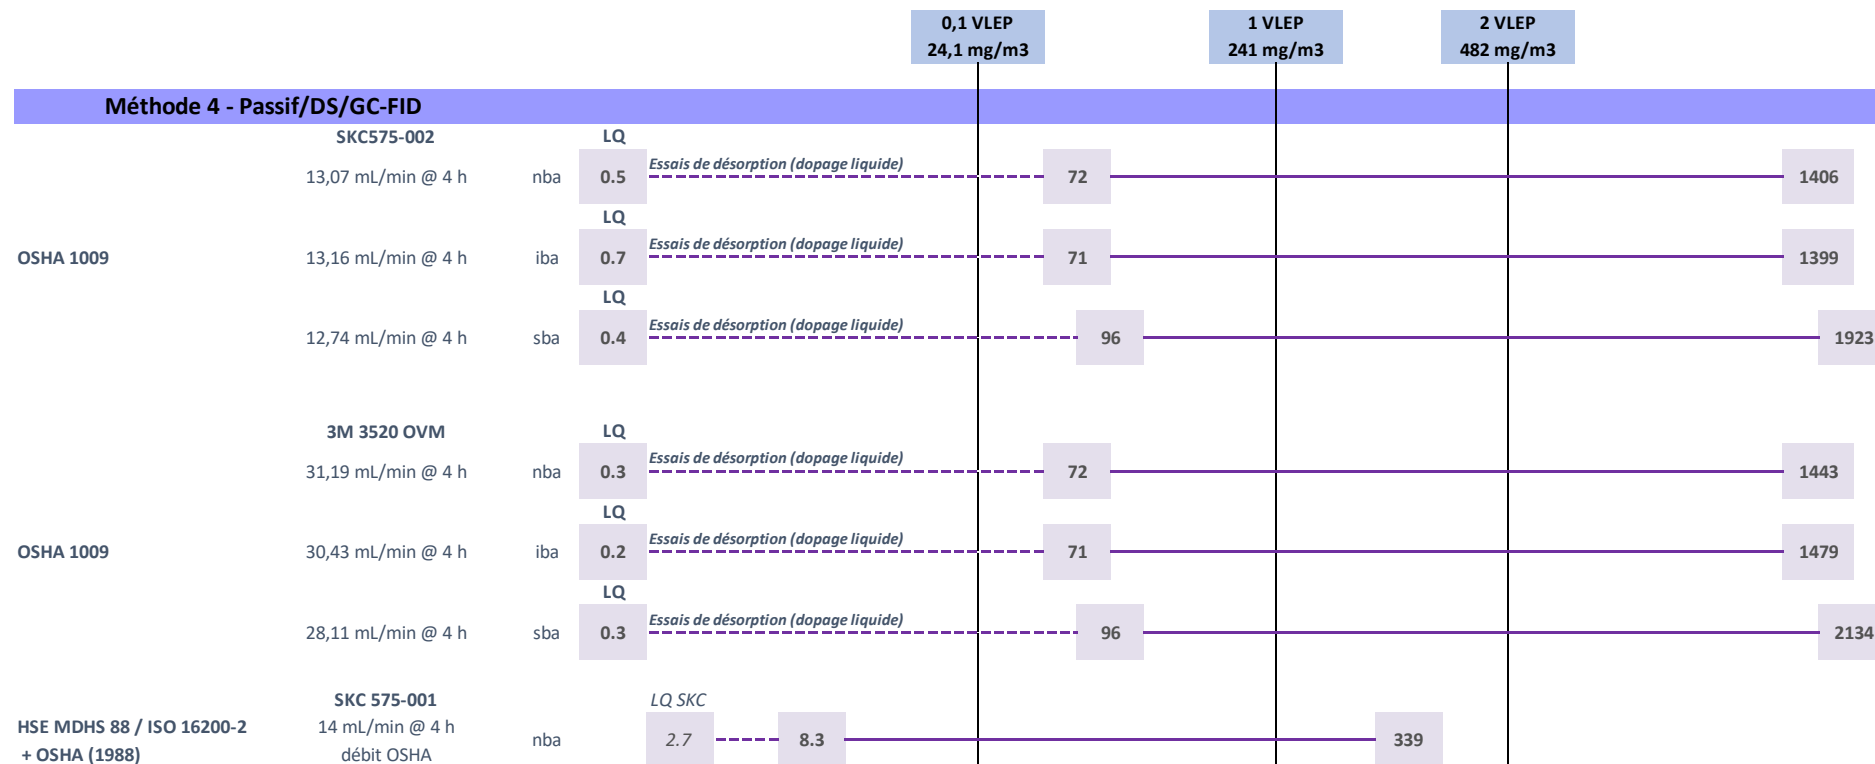 0,1 VLEP
24,1 mg/m3
1 VLEP
241 mg/m3
2 VLEP
482 mg/m3
Méthode 4 - Passif/DS/GC-FID
SKC575-002 LQ
13,07 mL/min @ 4 h nba 0.5 Essais de désorption (dopage liquide) 72 1406
LQ
OSHA 1009 13,16 mL/min @ 4 h iba 0.7 Essais de désorption (dopage liquide) 71 1399
LQ
12,74 mL/min @ 4 h sba 0.4 Essais de désorption (dopage liquide) 96 1923
3M 3520 OVM LQ
31,19 mL/min @ 4 h nba 0.3 Essais de désorption (dopage liquide) 72 1443
LQ
OSHA 1009 30,43 mL/min @ 4 h iba 0.2 Essais de désorption (dopage liquide) 71 1479
LQ
28,11 mL/min @ 4 h sba 0.3 Essais de désorption (dopage liquide) 96 2134
SKC 575-001 LQ SKC
HSE MDHS 88 / ISO 16200-2 14 mL/min @ 4 h
nba 2.7 8.3 339
+ OSHA (1988) débit OSHA